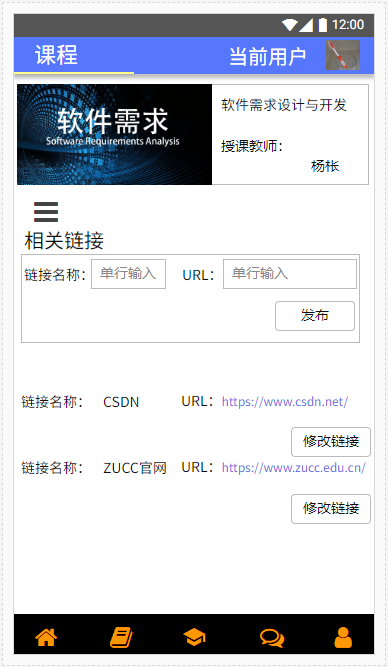 12:00
课程 当前用户
软件需求
Software Requirements Analysis
软件需求设计与开发
授课教师：
杨枨
相关链接
链接名称： 单行输入 URL： 单行输入
发布
链接名称： CSDN URL： https://www.csdn.net/
修改链接
链接名称： ZUCC官网 URL： https://www.zucc.edu.cn/
修改链接